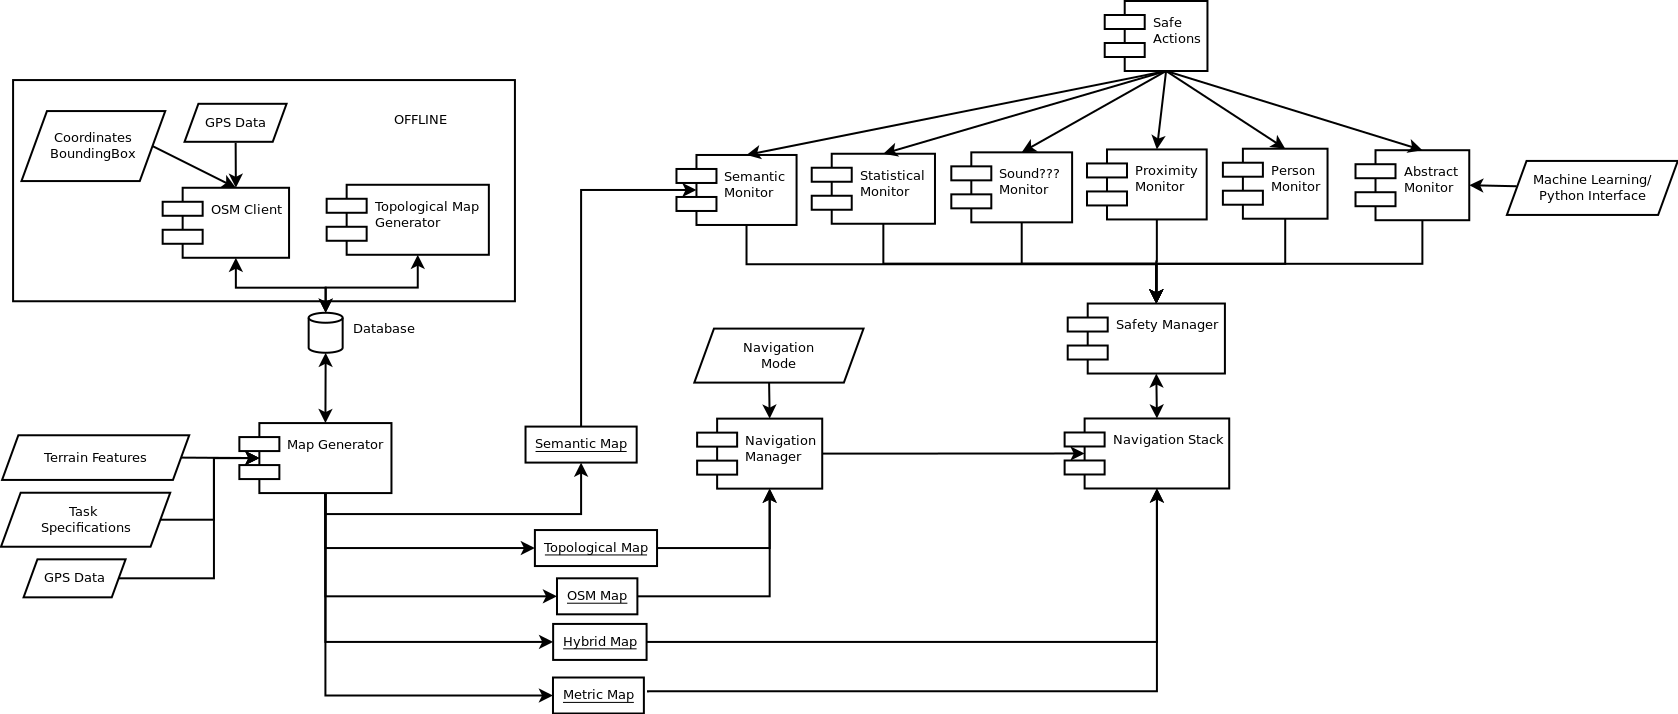 Safe
Actions
OFFLINE
Coordinates
BoundingBox
GPS Data
OSM Client
Topological Map
Generator
Semantic
Monitor
Statistical
Monitor
Sound???
Monitor
Proximity
Monitor
Person
Monitor
Abstract
Monitor
Machine Learning/
Python Interface
Database
Safety Manager
Navigation
Mode
Terrain Features
Map Generator
Semantic Map
Navigation
Manager
Navigation Stack
Task
Specifications
GPS Data
Topological Map
OSM Map
Hybrid Map
Metric Map